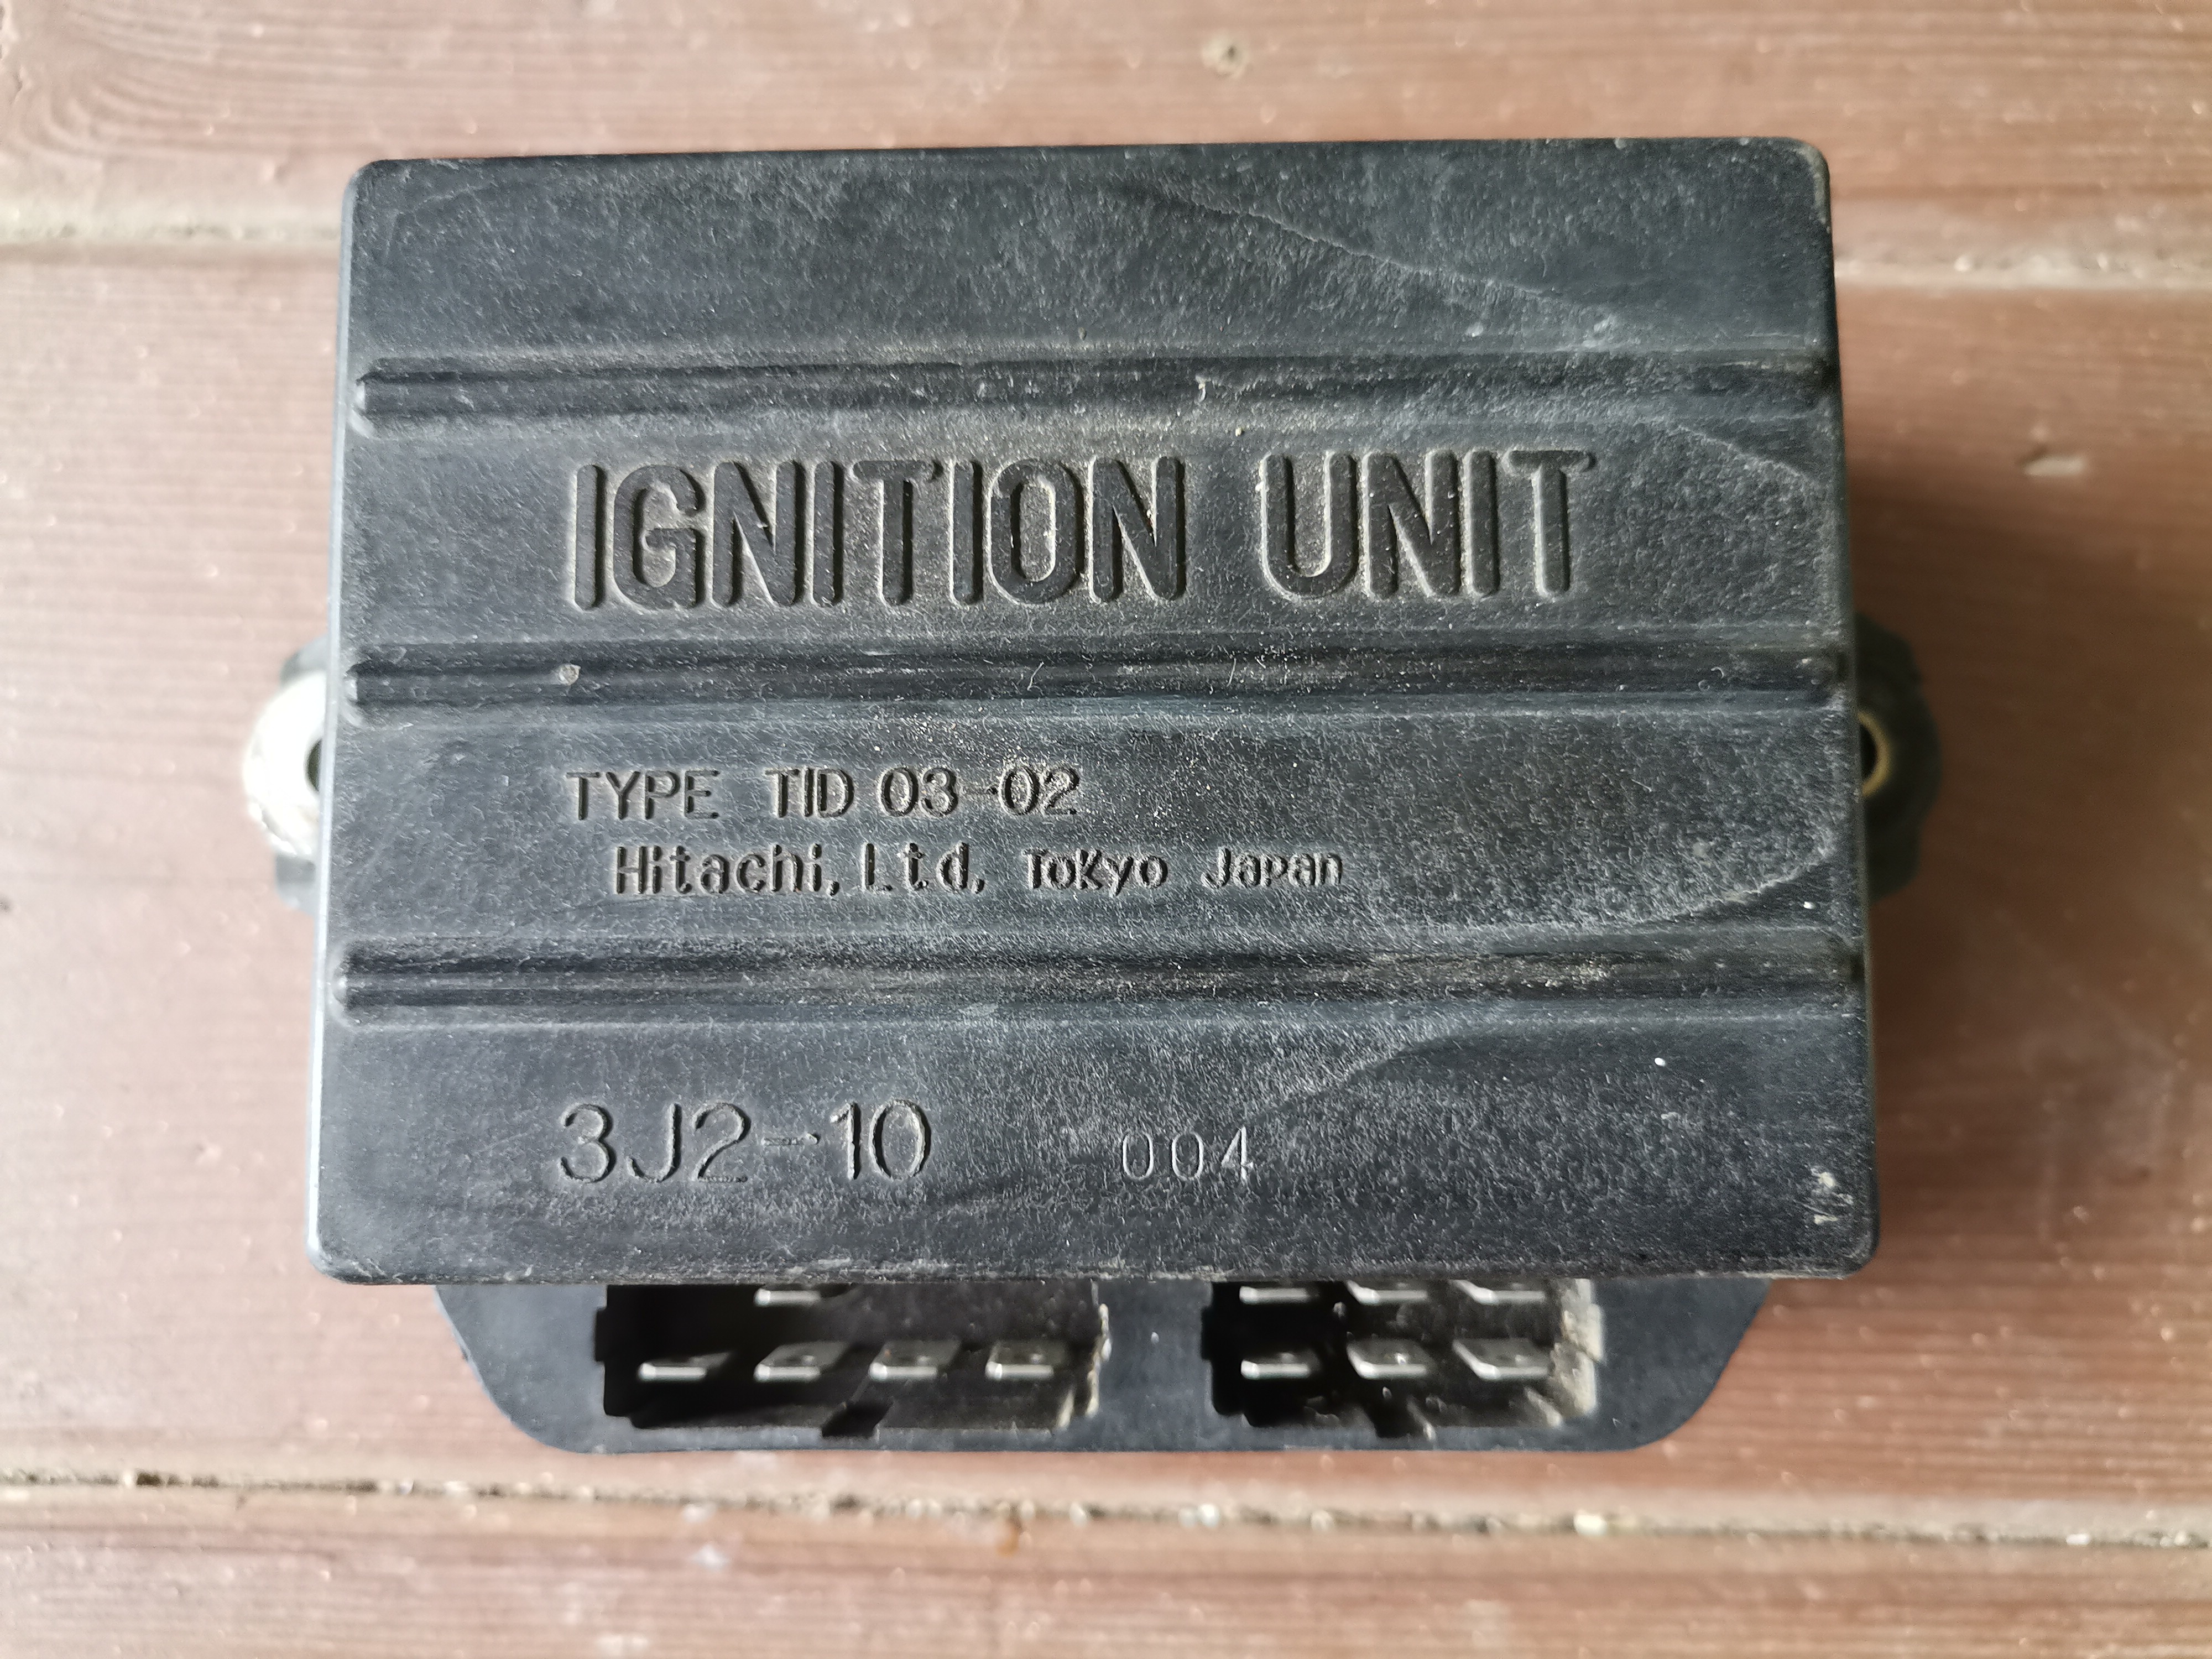 IGNITION UNIT
TYPE TID 03-02
Hitachi, Ltd, Tokyo Japan
3J2-10 004